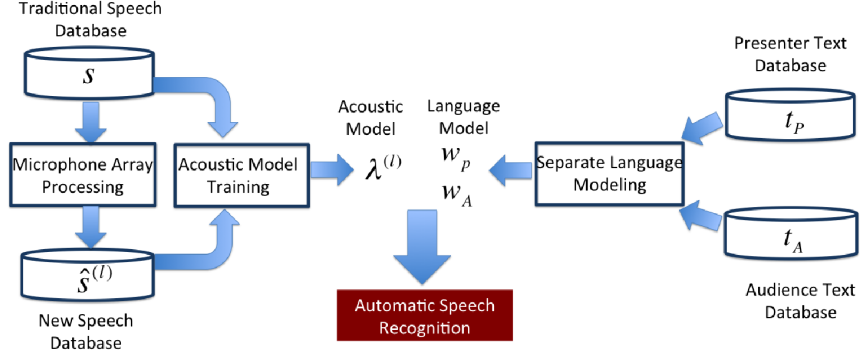 Traditional Speech
Database
s
Microphone Array
Processing
ŝ(l)
New Speech
Database
Acoustic Model
Training
Acoustic
Model
λ(l)
Language
Model
wp
wA
Automatic Speech
Recognition
Separate Language
Modeling
Presenter Text
Database
tP
tA
Audience Text
Database